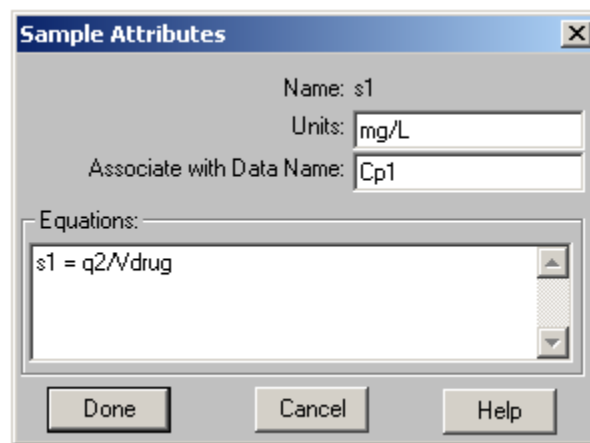 Sample Attributes
Name: s1
Units: mg/L
Associate with Data Name: Cp1
Equations:
s1 = q2/Vdrug
Done Cancel Help